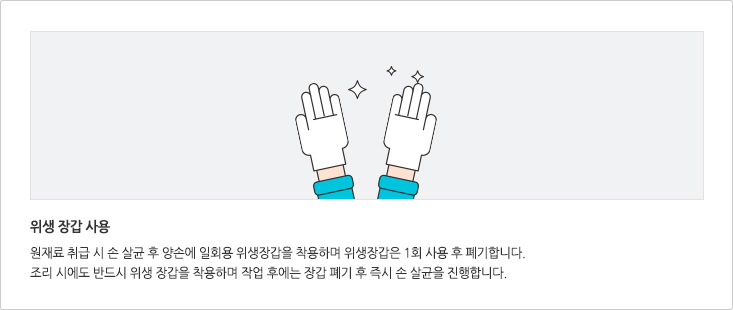 위생 장갑 사용
원재료 취급 시 손 살균 후 양손에 일회용 위생장갑을 착용하며 위생장갑은 1회 사용 후 폐기합니다.
조리 시에도 반드시 위생 장갑을 착용하며 작업 후에는 장갑 폐기 후 즉시 손 살균을 진행합니다.